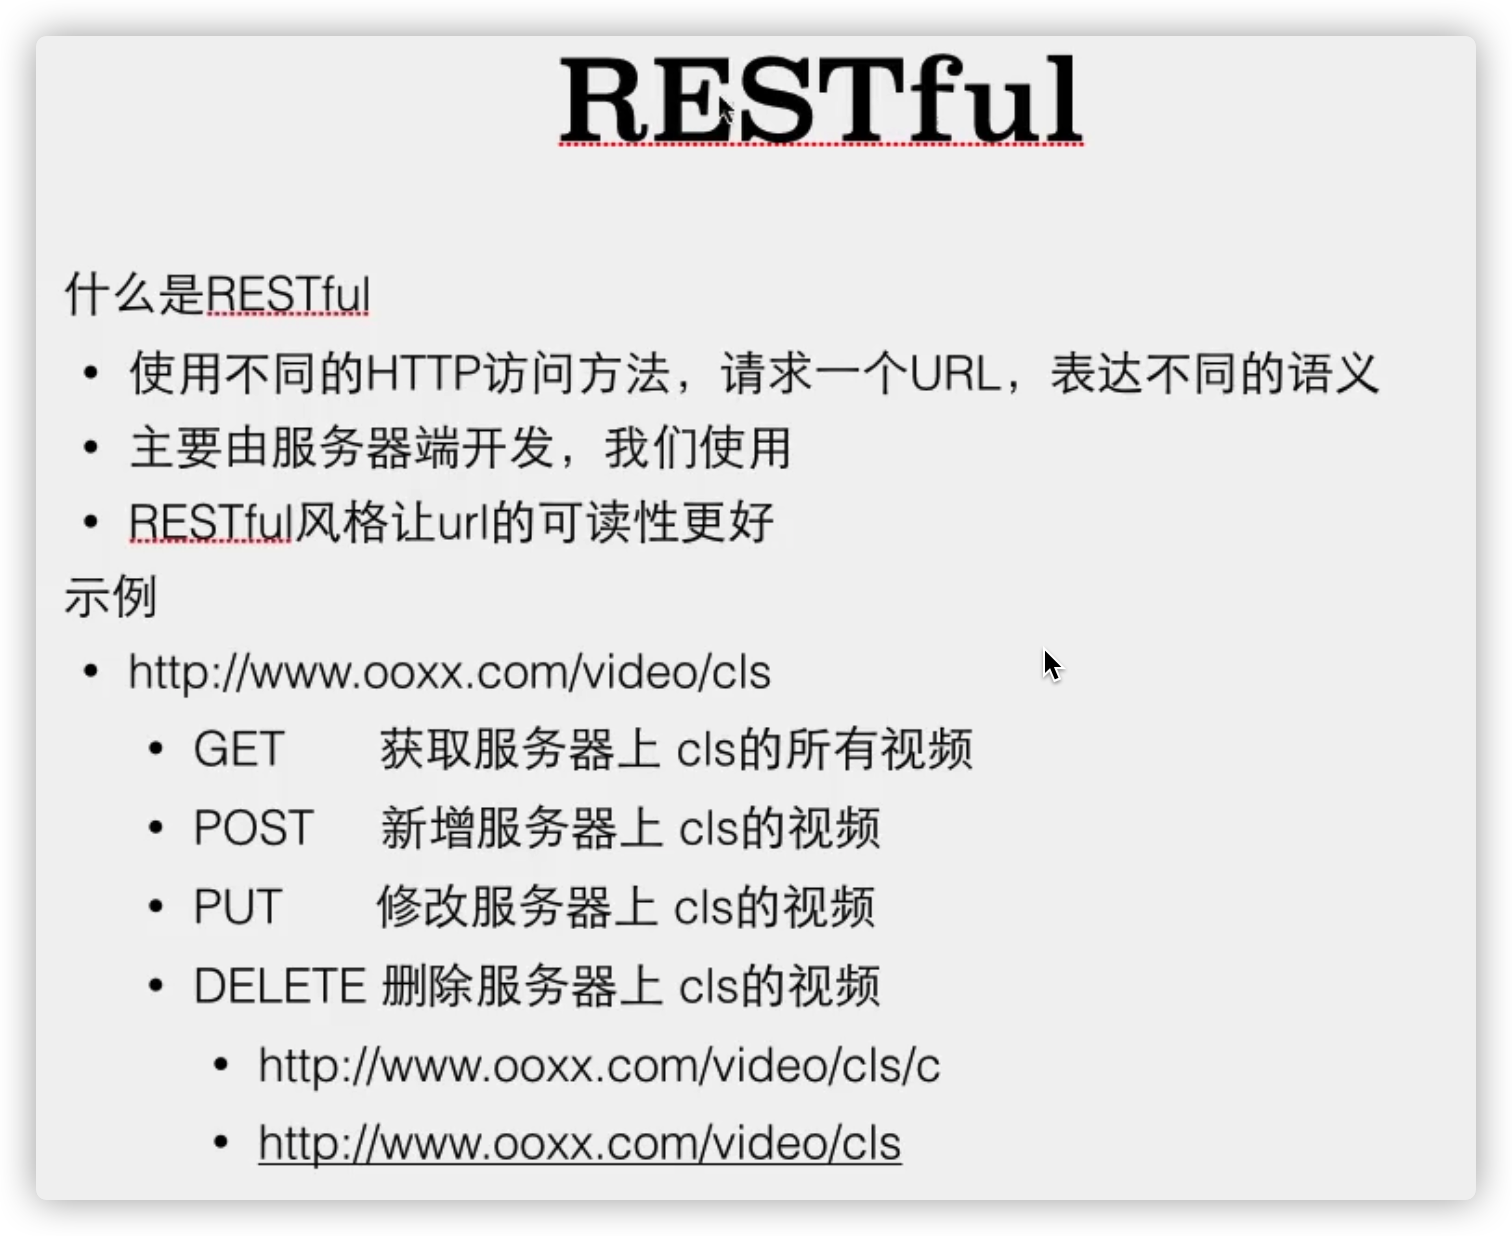 RESTful
什么是RESTful
• 使用不同的HTTP访问方法，请求一个URL，表达不同的语义
• 主要由服务器端开发，我们使用
• RESTful风格让url的可读性更好
示例
• http://www.ooxx.com/video/cls
• GET 获取服务器上 cls的所有视频
• POST 新增服务器上 cls的视频
• PUT 修改服务器上 cls的视频
• DELETE 删除服务器上 cls的视频
• http://www.ooxx.com/video/cls/c
• http://www.ooxx.com/video/cls